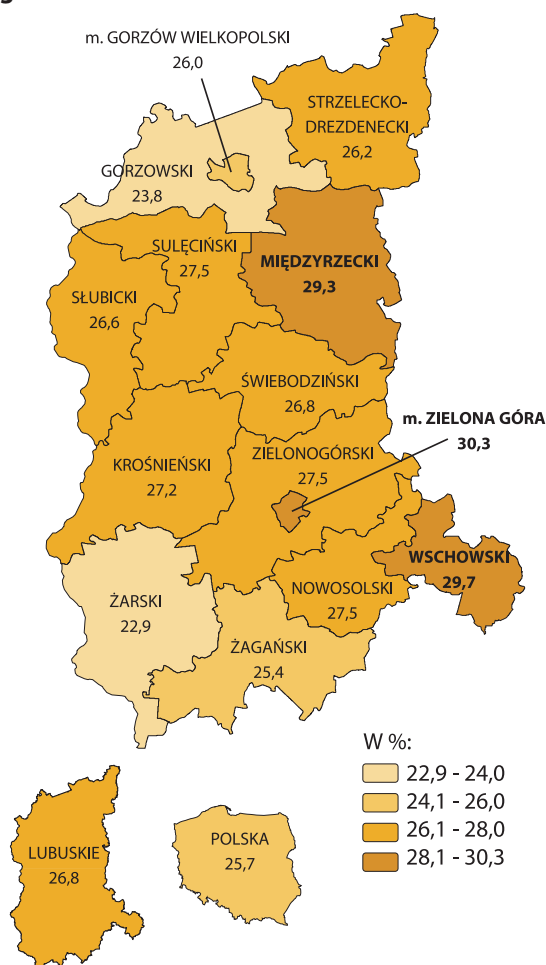 m. GORZÓW WIELKOPOLSKI
26,0
STRZELECKO-
DREZDENECKI
26,2
GORZOWSKI
23,8
SULĘCIŃSKI
27,5
MIĘDZYRZECKI
29,3
SŁUBICKI
26,6
ŚWIEBODZIŃSKI
26,8
m. ZIELONA GÓRA
30,3
KROŚNIEŃSKI
27,2
ZIELONOGÓRSKI
27,5
WSCHOWSKI
29,7
NOWOSOLSKI
27,5
ŻARSKI
22,9
ŻAGAŃSKI
25,4
W %:
22,9 - 24,0
24,1 - 26,0
26,1 - 28,0
28,1 - 30,3
LUBUSKIE
26,8
POLSKA
25,7